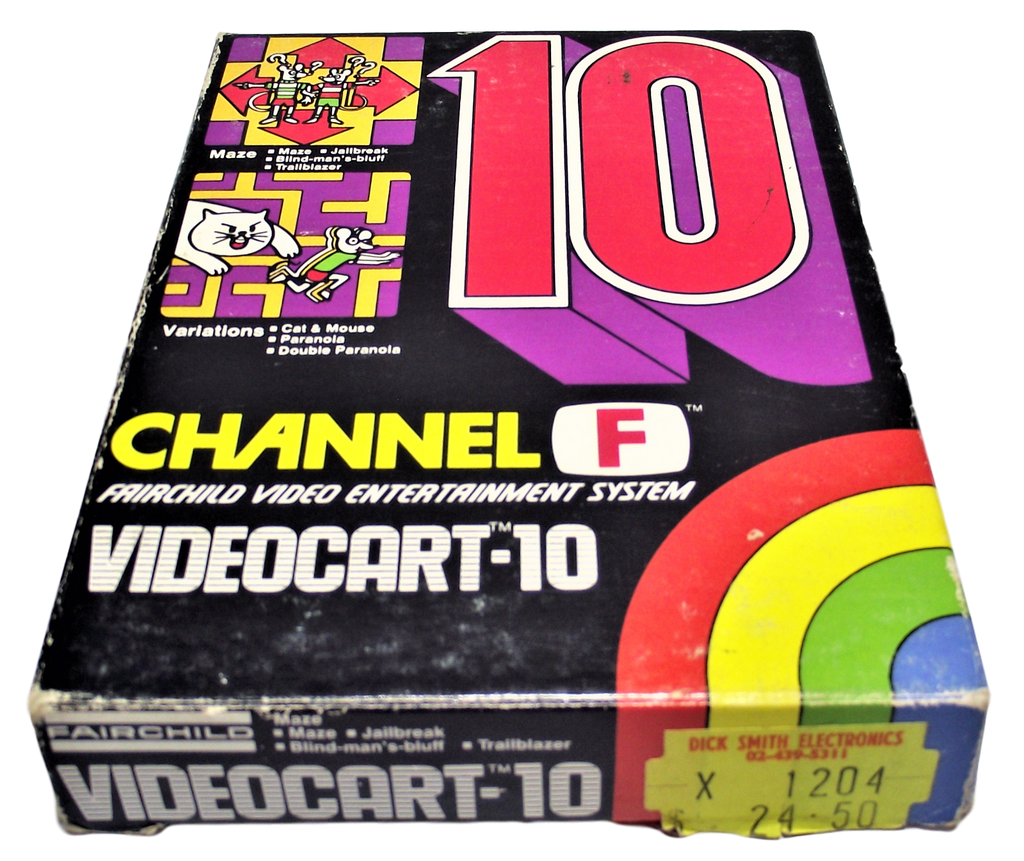 10
Maze ▪ Maze ▪ Jailbreak
▪ Blind-man's-bluff
▪ Trailblazer
Variations ▪ Cat & Mouse
▪ Paranoia
▪ Double Paranoia
CHANNEL F™
FAIRCHILD VIDEO ENTERTAINMENT SYSTEM
VIDEOCART™-10
FAIRCHILD
Maze
▪ Maze ▪ Jailbreak
▪ Blind-man's-bluff ▪ Trailblazer
VIDEOCART™-10
DICK SMITH ELECTRONICS
02-439-5311
X 1204
$ 24.50